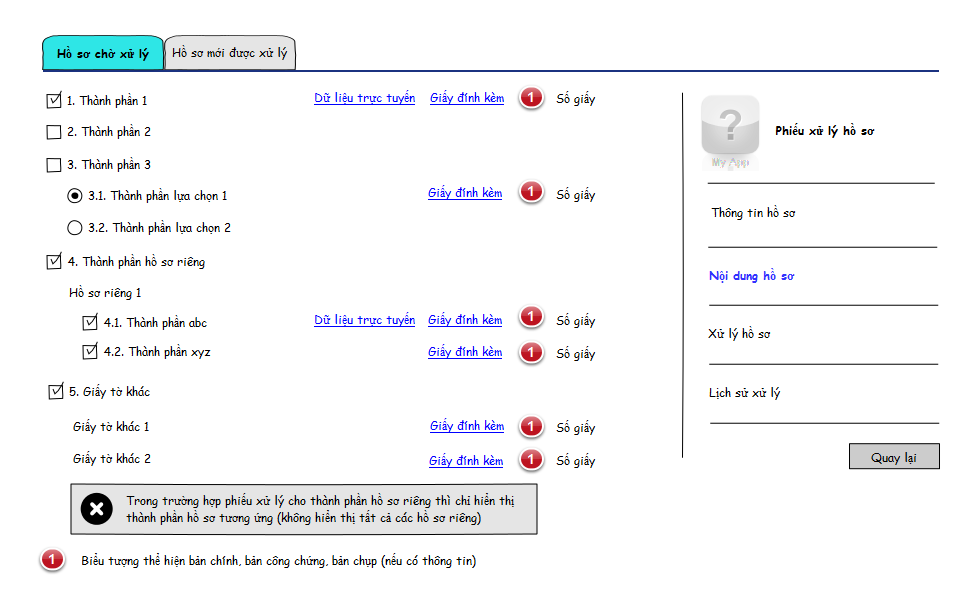 Hồ sơ chờ xử lý Hồ sơ mới được xử lý
1. Thành phần 1 Dữ liệu trực tuyến Giấy đính kèm 1 Số giấy
2. Thành phần 2
3. Thành phần 3
3.1. Thành phần lựa chọn 1 Giấy đính kèm 1 Số giấy
3.2. Thành phần lựa chọn 2
4. Thành phần hồ sơ riêng
Hồ sơ riêng 1
4.1. Thành phần abc Dữ liệu trực tuyến Giấy đính kèm 1 Số giấy
4.2. Thành phần xyz Giấy đính kèm 1 Số giấy
5. Giấy tờ khác
Giấy tờ khác 1 Giấy đính kèm 1 Số giấy
Giấy tờ khác 2 Giấy đính kèm 1 Số giấy
Trong trường hợp phiếu xử lý cho thành phần hồ sơ riêng thì chỉ hiển thị
thành phần hồ sơ tương ứng (không hiển thị tất cả các hồ sơ riêng)
1 Biểu tượng thể hiện bản chính, bản công chứng, bản chụp (nếu có thông tin)
?
My App
Phiếu xử lý hồ sơ
Thông tin hồ sơ
Nội dung hồ sơ
Xử lý hồ sơ
Lịch sử xử lý
Quay lại